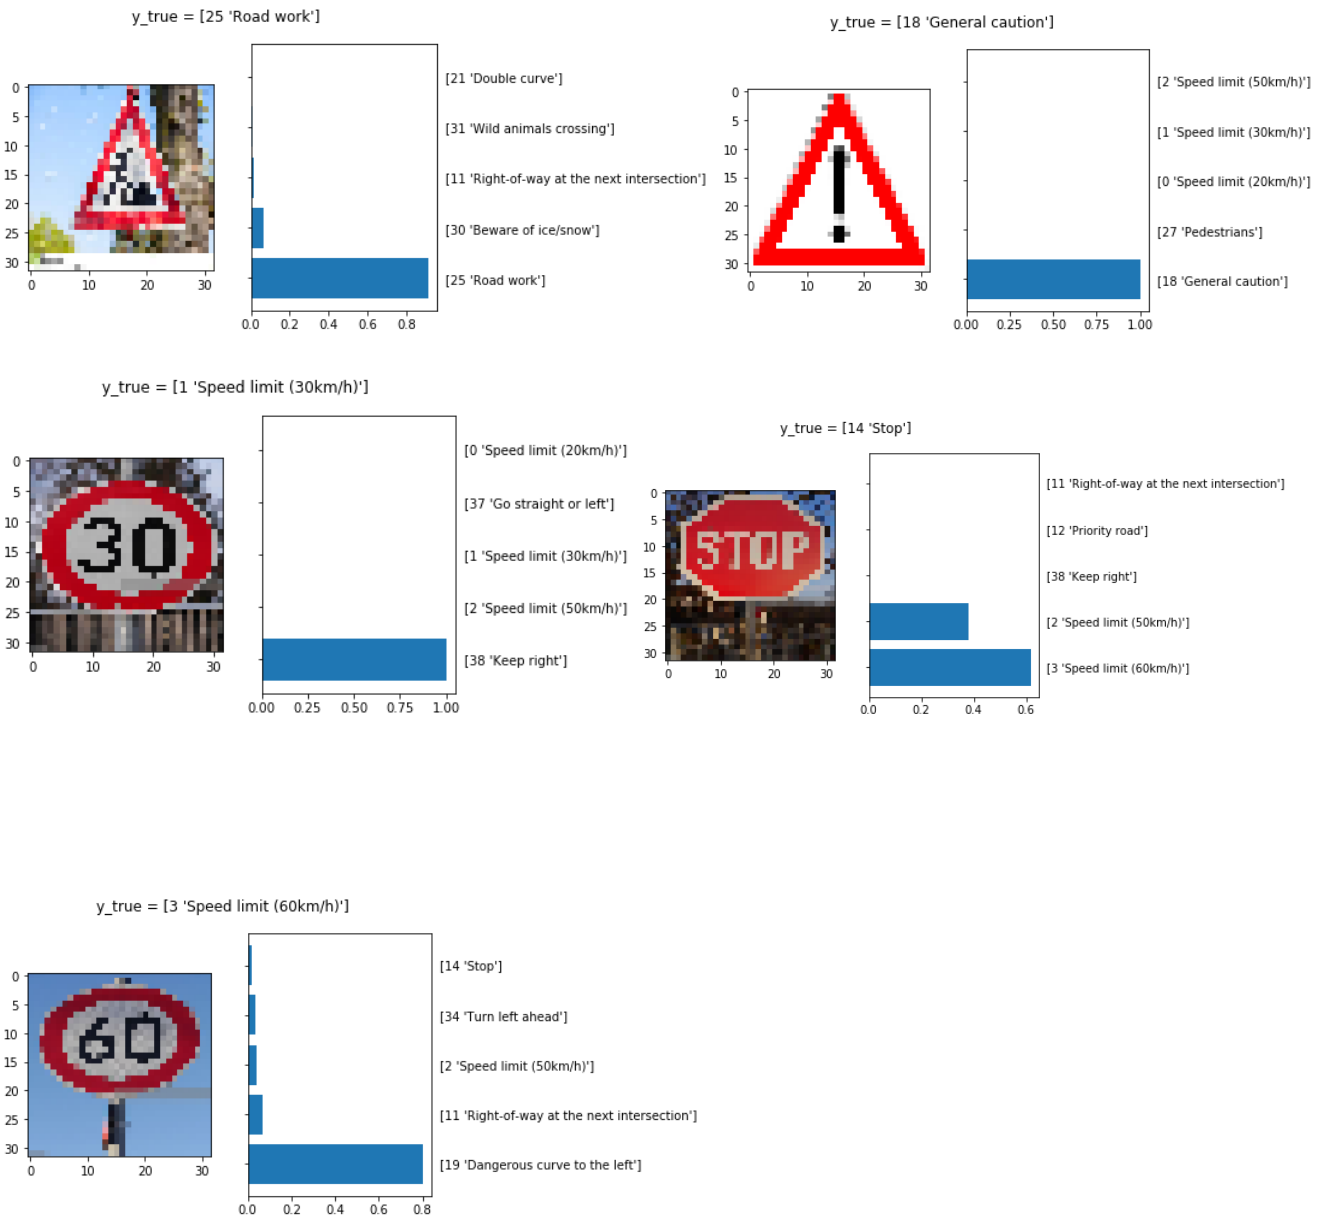 y_true = [25 'Road work']
[21 'Double curve']
[31 'Wild animals crossing']
[11 'Right-of-way at the next intersection']
[30 'Beware of ice/snow']
[25 'Road work']
0
5
10
15
20
25
30
0 10 20 30
0.0 0.2 0.4 0.6 0.8
y_true = [18 'General caution']
[2 'Speed limit (50km/h)']
[1 'Speed limit (30km/h)']
[0 'Speed limit (20km/h)']
[27 'Pedestrians']
[18 'General caution']
0
5
10
15
20
25
30
0 10 20 30
0.00 0.25 0.50 0.75 1.00
y_true = [1 'Speed limit (30km/h)']
[0 'Speed limit (20km/h)']
[37 'Go straight or left']
[1 'Speed limit (30km/h)']
[2 'Speed limit (50km/h)']
[38 'Keep right']
0
5
10
15
20
25
30
30
0 10 20 30
0.00 0.25 0.50 0.75 1.00
y_true = [14 'Stop']
[11 'Right-of-way at the next intersection']
[12 'Priority road']
[38 'Keep right']
[2 'Speed limit (50km/h)']
[3 'Speed limit (60km/h)']
0
5
10
15
20
25
30
STOP
0 10 20 30
0.0 0.2 0.4 0.6
y_true = [3 'Speed limit (60km/h)']
[14 'Stop']
[34 'Turn left ahead']
[2 'Speed limit (50km/h)']
[11 'Right-of-way at the next intersection']
[19 'Dangerous curve to the left']
0
5
10
15
20
25
30
60
0 10 20 30
0.0 0.2 0.4 0.6 0.8